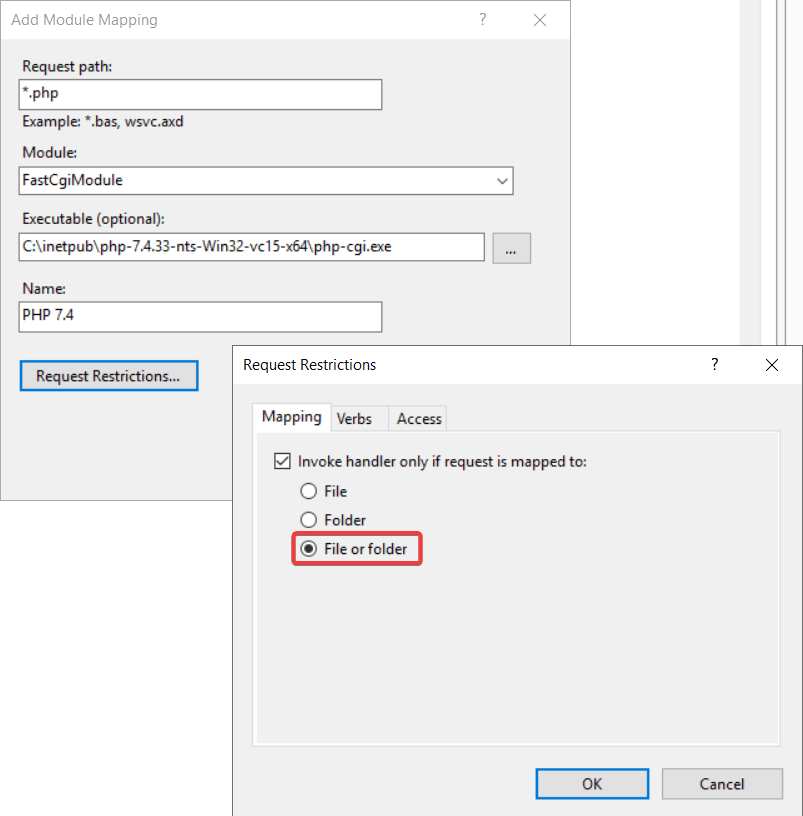 Add Module Mapping
?
Request path:
*.php
Example: *.bas, wsvc.axd
Module:
FastCgiModule
Executable (optional):
C:\inetpub\php-7.4.33-nts-Win32-vc15-x64\php-cgi.exe
...
Name:
PHP 7.4
Request Restrictions...
Request Restrictions
?
Mapping
Verbs
Access
Invoke handler only if request is mapped to:
File
Folder
File or folder
OK
Cancel